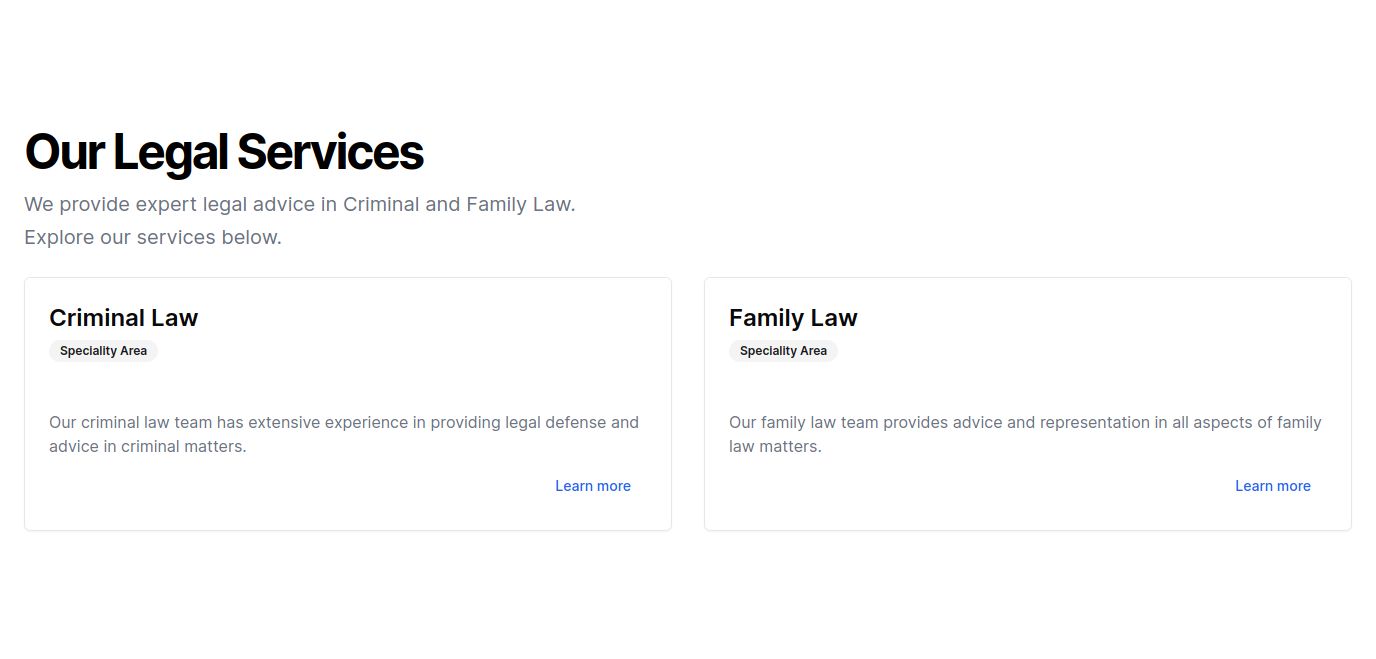 Our Legal Services
We provide expert legal advice in Criminal and Family Law.
Explore our services below.
Criminal Law
Speciality Area
Our criminal law team has extensive experience in providing legal defense and
advice in criminal matters.
Learn more
Family Law
Speciality Area
Our family law team provides advice and representation in all aspects of family
law matters.
Learn more